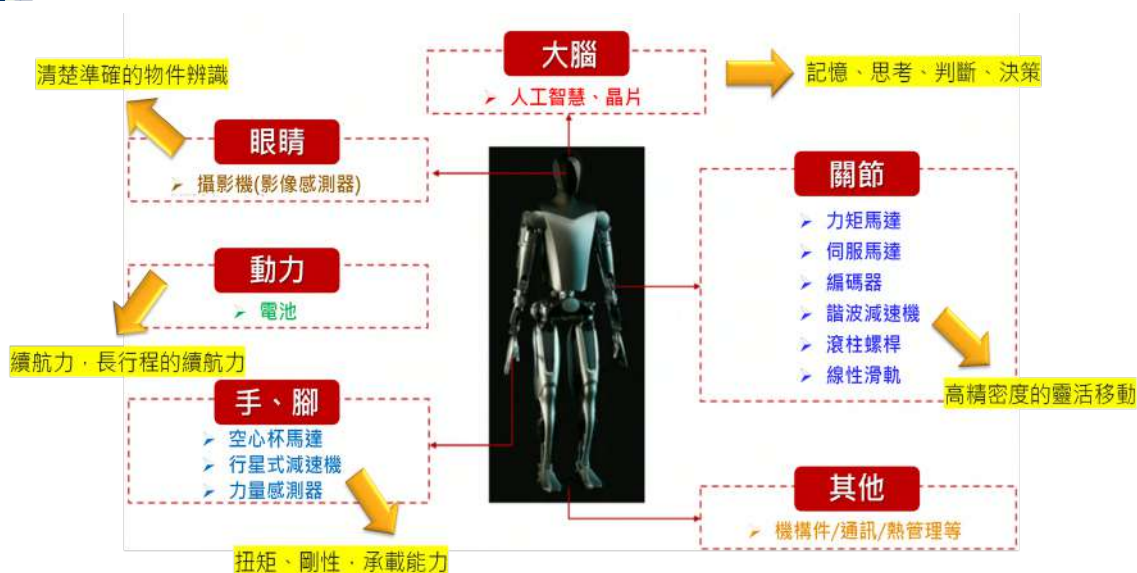 大腦
➢ 人工智慧、晶片
記憶、思考、判斷、決策
清楚準確的物件辨識
眼睛
➢ 攝影機(影像感測器)
動力
➢ 電池
續航力，長行程的續航力
手、腳
➢ 空心杯馬達
➢ 行星式減速機
➢ 力量感測器
扭矩、剛性，承載能力
關節
➢ 力矩馬達
➢ 伺服馬達
➢ 編碼器
➢ 諧波減速機
➢ 滾柱螺桿
➢ 線性滑軌
高精密度的靈活移動
其他
➢ 機構件/通訊/熱管理等